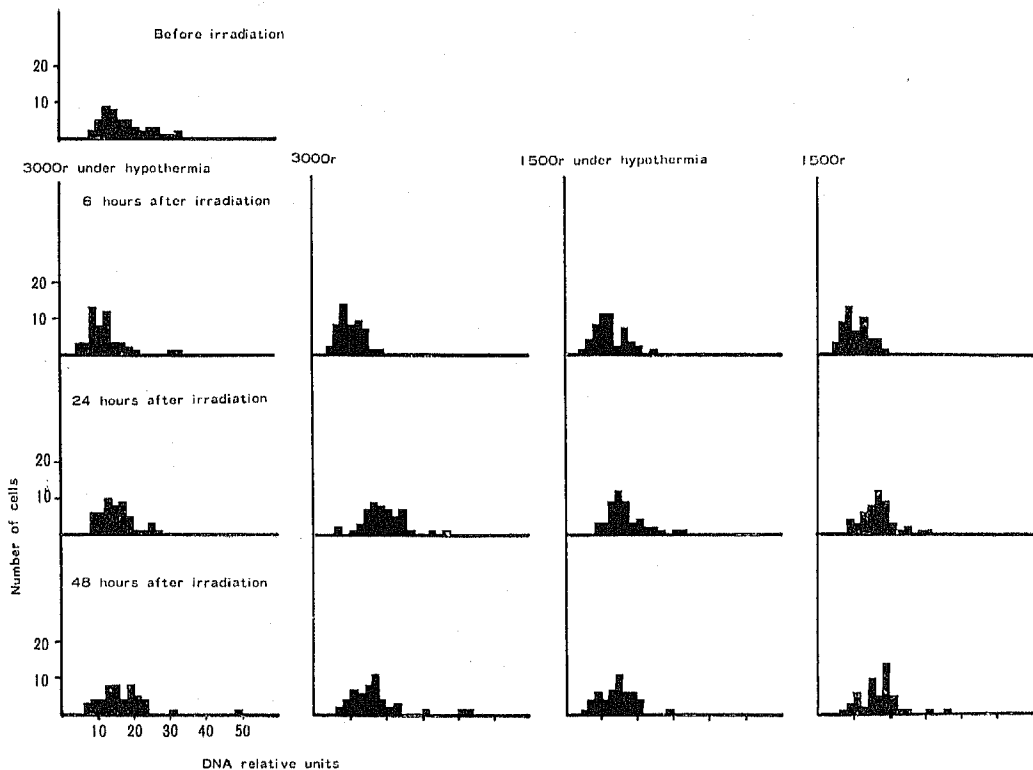 Before irradiation
20
10
3000r under hypothermia
3000r
1500r under hypothermia
1500r
6 hours after irradiation
20
10
24 hours after irradiation
20
10
Number of cells
48 hours after irradiation
20
10
10 20 30 40 50
DNA relative units